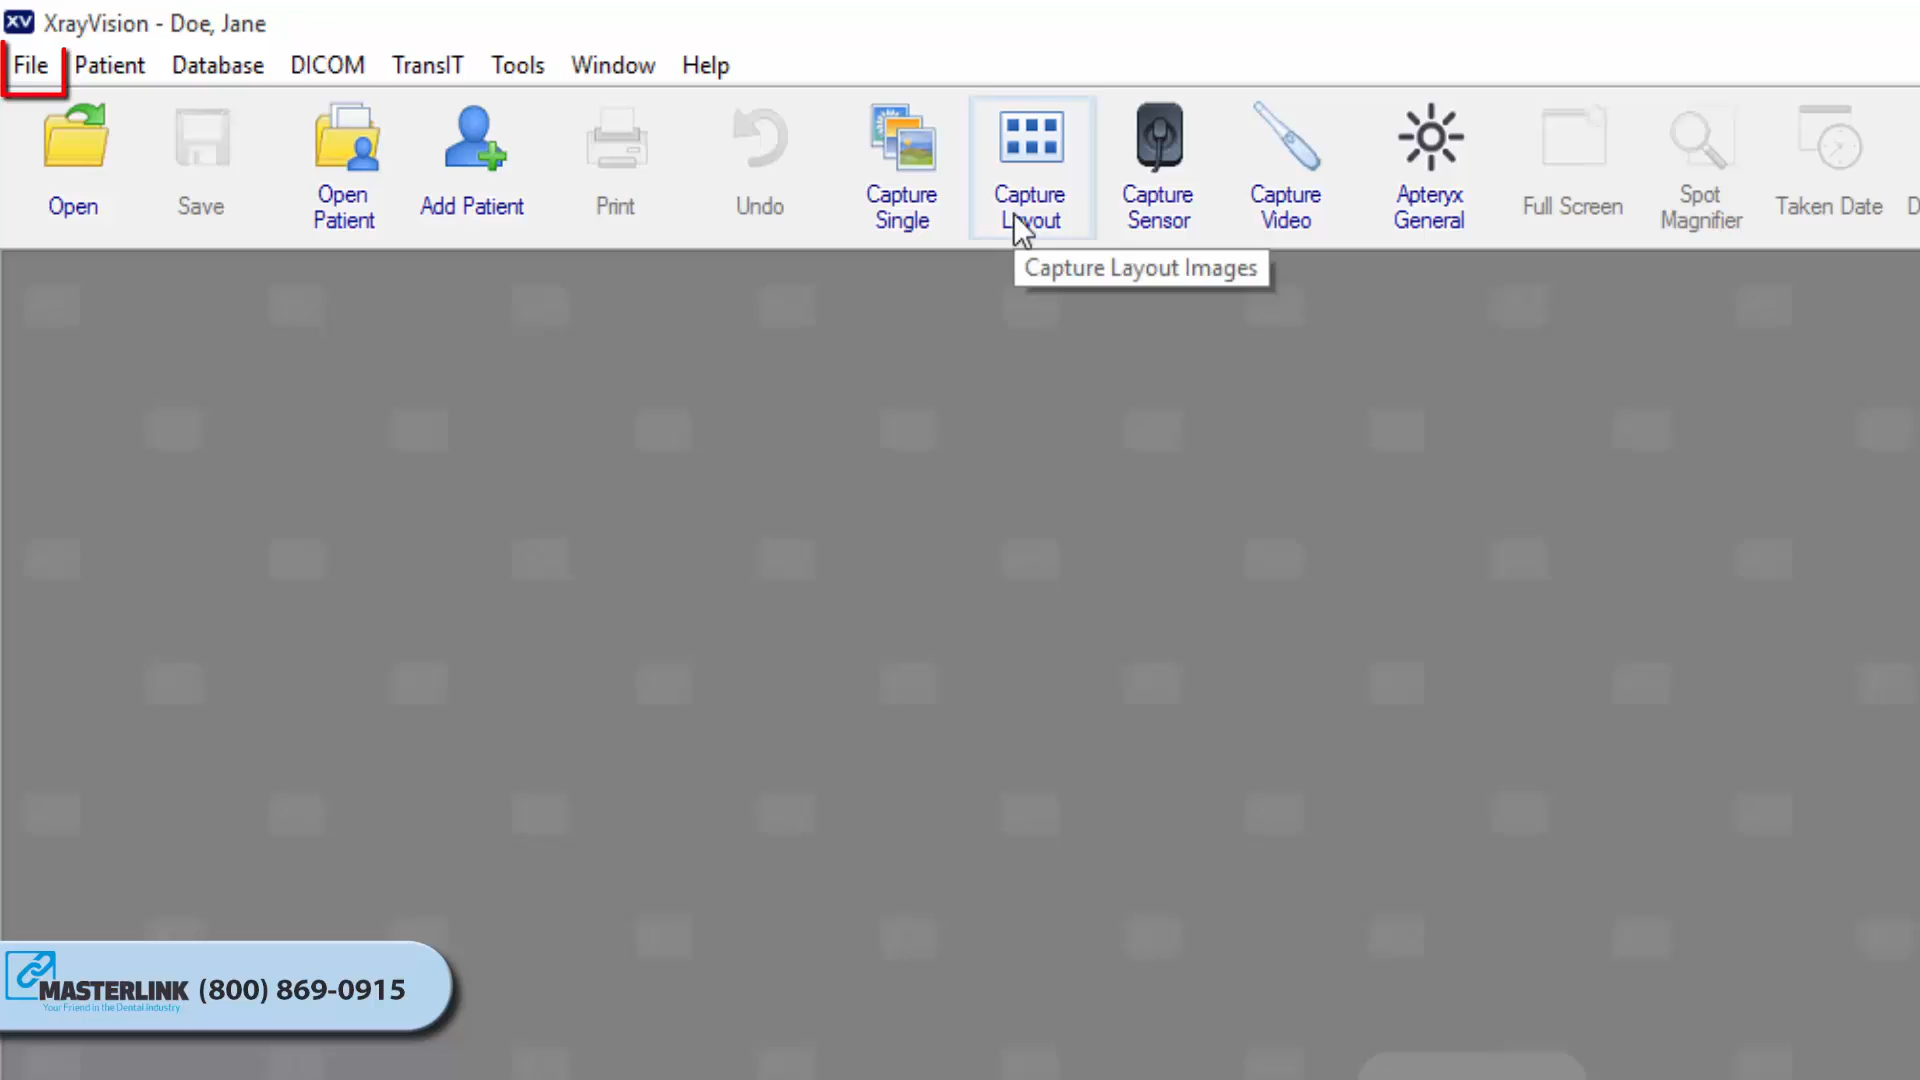 XV XrayVision - Doe, Jane
File Patient Database DICOM TransIT Tools Window Help
Open
Save
Open
Patient
Add Patient
Print
Undo
Capture
Single
Capture
Layout
Capture
Sensor
Capture
Video
Apteryx
General
Full Screen
Spot
Magnifier
Taken Date
D
Capture Layout Images
MASTERLINK (800) 869-0915
Your Friend in the Dental Industry